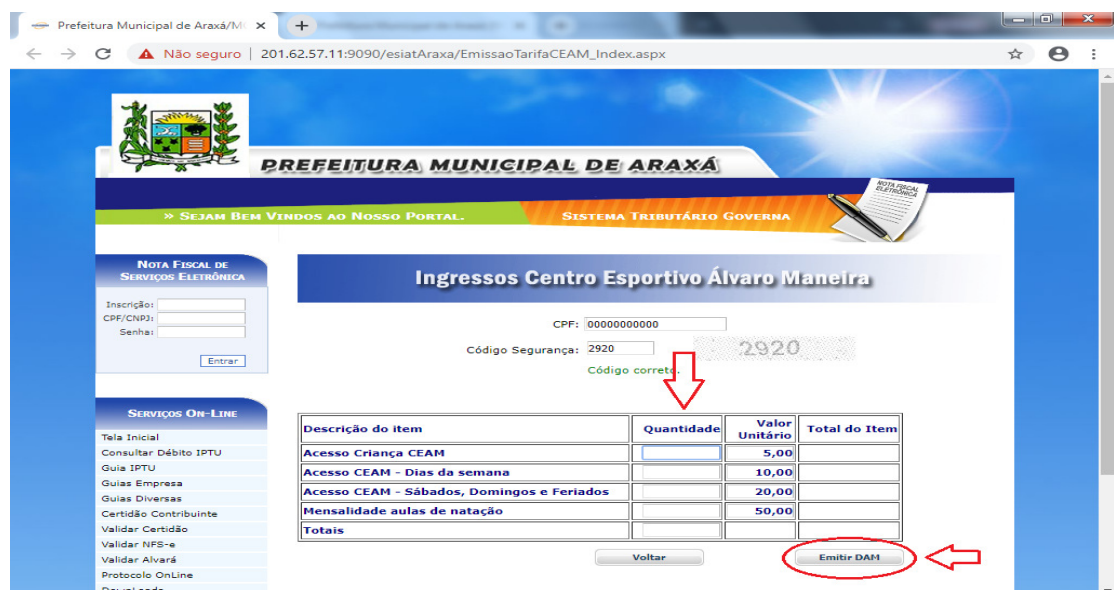 Prefeitura Municipal de Araxá/M
Não seguro | 201.62.57.11:9090/esiatAraxa/EmissaoTarifaCEAM_Index.aspx
PREFEITURA MUNICIPAL DE ARAXÁ
NOTA FISCAL
ELETRÔNICA
» SEJAM BEM VINDOS AO NOSSO PORTAL.
SISTEMA TRIBUTÁRIO GOVERNA
NOTA FISCAL DE
SERVIÇOS ELETRÔNICA
Inscrição:
CPF/CNPJ:
Senha:
Entrar
SERVIÇOS ON-LINE
Tela Inicial
Consultar Débito IPTU
Guia IPTU
Guias Empresa
Guias Diversas
Certidão Contribuinte
Validar Certidão
Validar NFS-e
Validar Alvará
Protocolo OnLine
Ingressos Centro Esportivo Álvaro Maneira
CPF: 00000000000
Código Segurança: 2920 2920
Código correto.
Descrição do item Quantidade Valor Unitário Total do Item
Acesso Criança CEAM 5,00
Acesso CEAM - Dias da semana 10,00
Acesso CEAM - Sábados, Domingos e Feriados 20,00
Mensalidade aulas de natação 50,00
Totais
Voltar Emitir DAM